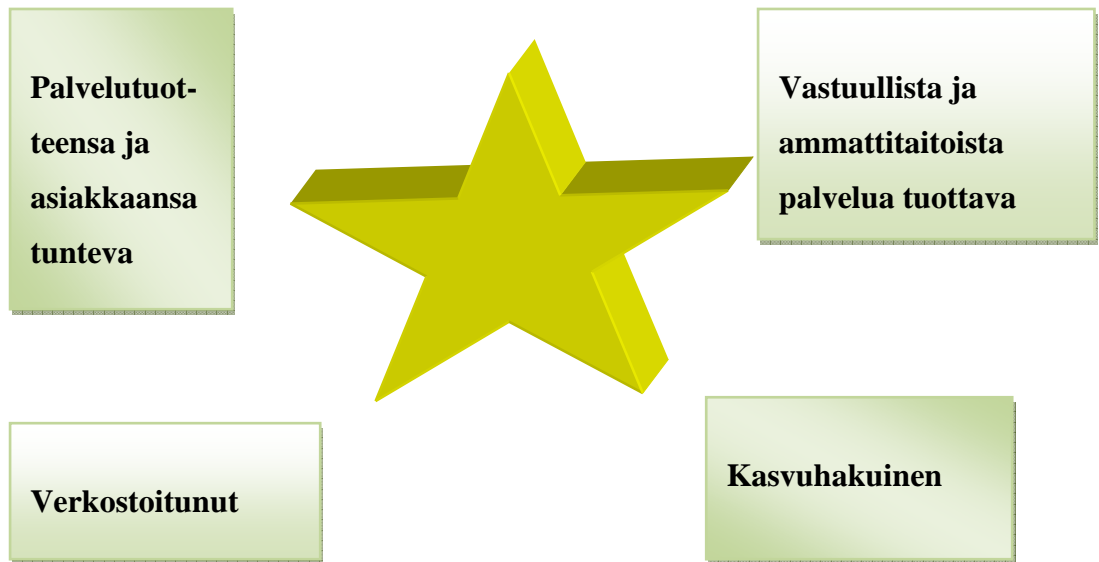 Palvelutuot-
teensa ja
asiakkaansa
tunteva
Vastuullista ja
ammattitaitoista
palvelua tuottava
Verkostoitunut
Kasvuhakuinen